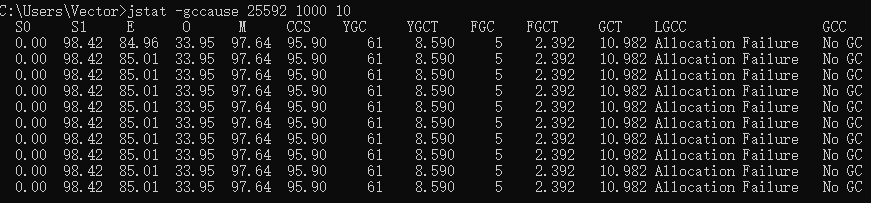 C:\Users\Vector>jstat -gccause 25592 1000 10
  S0     S1     E      O      M     CCS    YGC     YGCT    FGC    FGCT     GCT    LGCC                 GCC
  0.00  98.42  84.96  33.95  97.64  95.90     61    8.590     5    2.392   10.982 Allocation Failure   No GC
  0.00  98.42  85.01  33.95  97.64  95.90     61    8.590     5    2.392   10.982 Allocation Failure   No GC
  0.00  98.42  85.01  33.95  97.64  95.90     61    8.590     5    2.392   10.982 Allocation Failure   No GC
  0.00  98.42  85.01  33.95  97.64  95.90     61    8.590     5    2.392   10.982 Allocation Failure   No GC
  0.00  98.42  85.01  33.95  97.64  95.90     61    8.590     5    2.392   10.982 Allocation Failure   No GC
  0.00  98.42  85.01  33.95  97.64  95.90     61    8.590     5    2.392   10.982 Allocation Failure   No GC
  0.00  98.42  85.01  33.95  97.64  95.90     61    8.590     5    2.392   10.982 Allocation Failure   No GC
  0.00  98.42  85.01  33.95  97.64  95.90     61    8.590     5    2.392   10.982 Allocation Failure   No GC
  0.00  98.42  85.01  33.95  97.64  95.90     61    8.590     5    2.392   10.982 Allocation Failure   No GC
  0.00  98.42  85.01  33.95  97.64  95.90     61    8.590     5    2.392   10.982 Allocation Failure   No GC